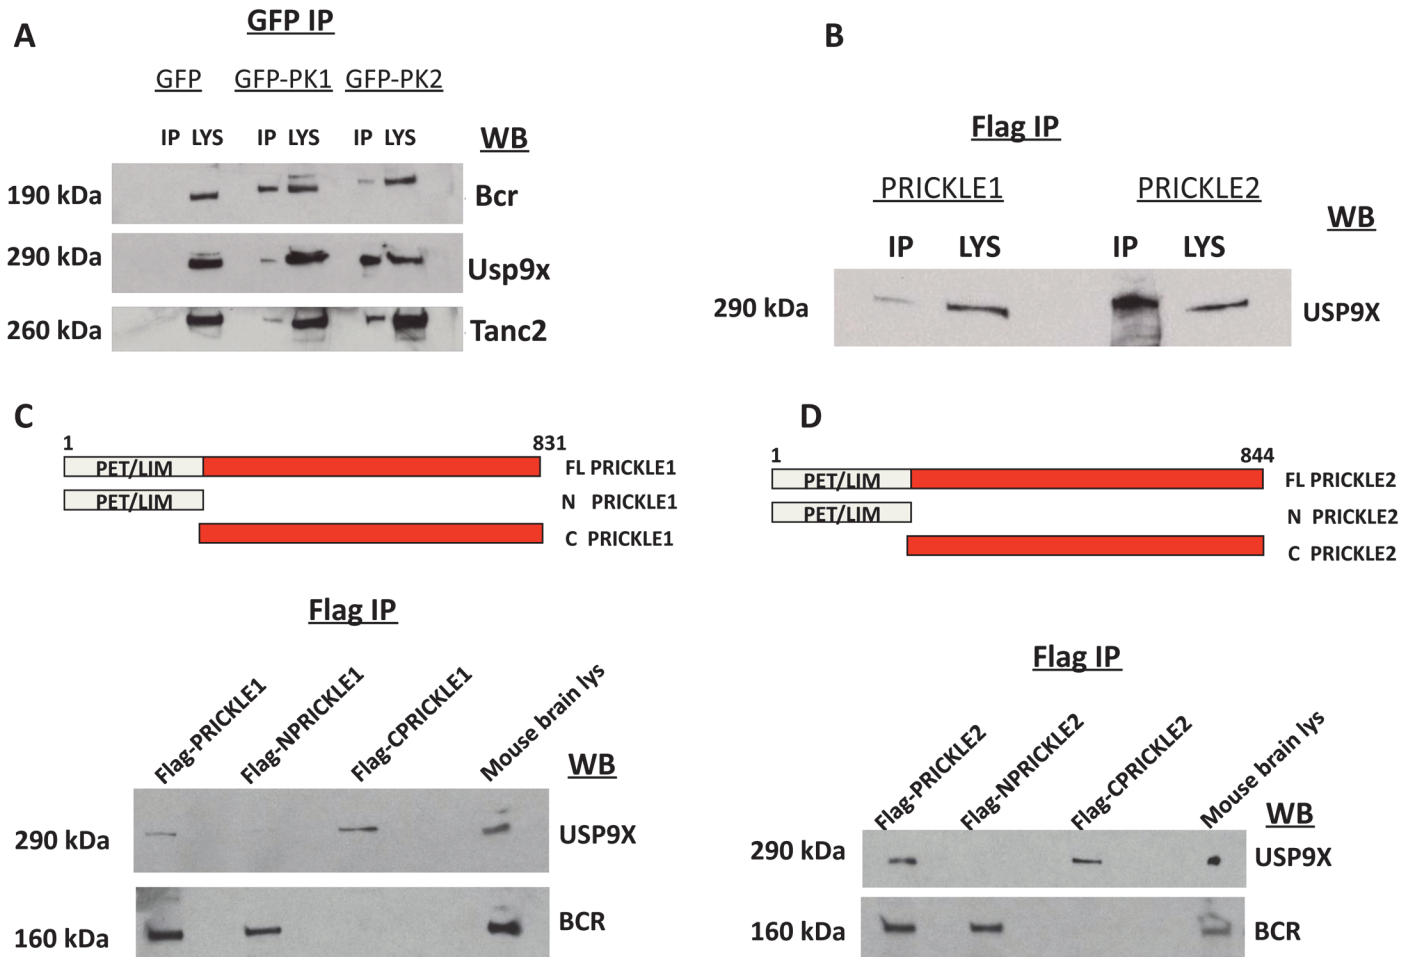 A
GFP IP
GFP GFP-PK1 GFP-PK2
IP LYS IP LYS IP LYS WB
190 kDa Bcr
290 kDa Usp9x
260 kDa Tanc2
B
Flag IP
PRICKLE1 PRICKLE2
WB
IP LYS IP LYS
290 kDa USP9X
C
1 831
PET/LIM FL PRICKLE1
PET/LIM N PRICKLE1
C PRICKLE1
Flag IP
Flag-PRICKLE1 Flag-NPRICKLE1 Flag-CPRICKLE1 Mouse brain lys
WB
290 kDa USP9X
160 kDa BCR
D
1 844
PET/LIM FL PRICKLE2
PET/LIM N PRICKLE2
C PRICKLE2
Flag IP
Flag-PRICKLE2 Flag-NPRICKLE2 Flag-CPRICKLE2 Mouse brain lys
WB
290 kDa USP9X
160 kDa BCR